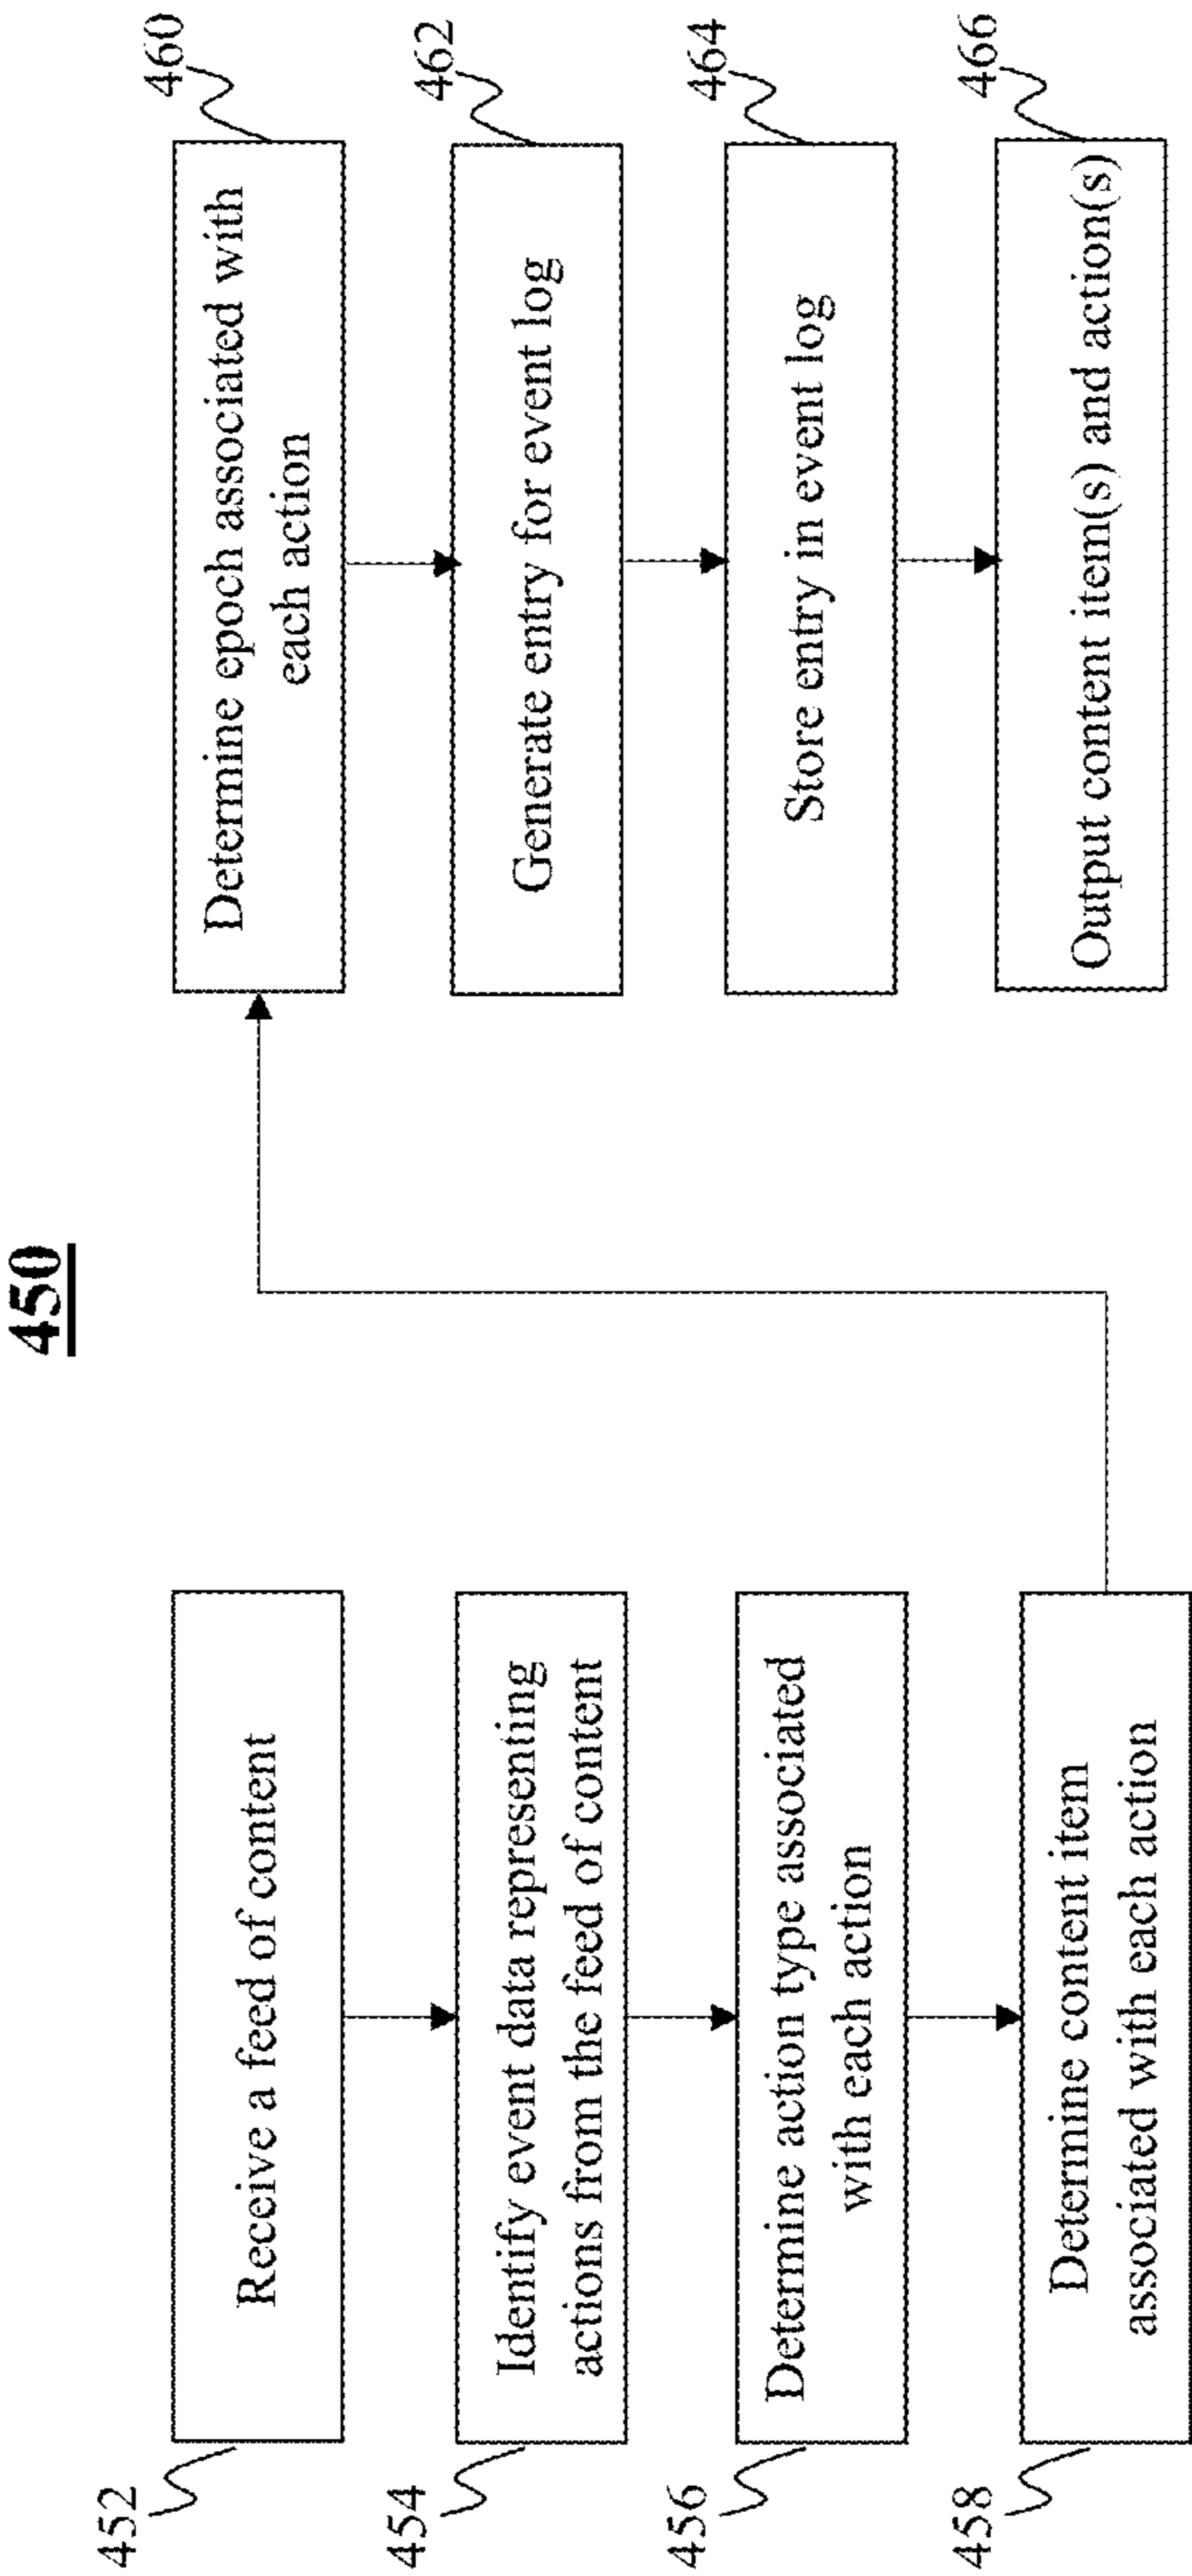 450
452
Receive a feed of content
454
Identify event data representing
actions from the feed of content
456
Determine action type associated
with each action
458
Determine content item
associated with each action
460
Determine epoch associated with
each action
462
Generate entry for event log
464
Store entry in event log
466
Output content item(s) and action(s)